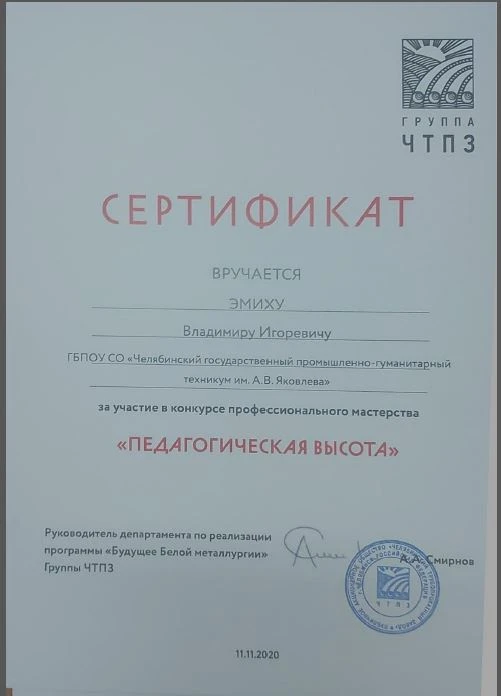 ГРУППА
ЧТПЗ
СЕРТИФИКАТ
ВРУЧАЕТСЯ
ЭМИХУ
Владимиру Игоревичу
ГБПОУ СО «Челябинский государственный промышленно-гуманитарный
техникум им. А.В. Яковлева»
за участие в конкурсе профессионального мастерства
«ПЕДАГОГИЧЕСКАЯ ВЫСОТА»
Руководитель департамента по реализации
программы «Будущее Белой металлургии»
Группы ЧТПЗ
А.А. Смирнов
ЧТПЗ
11.11.2020